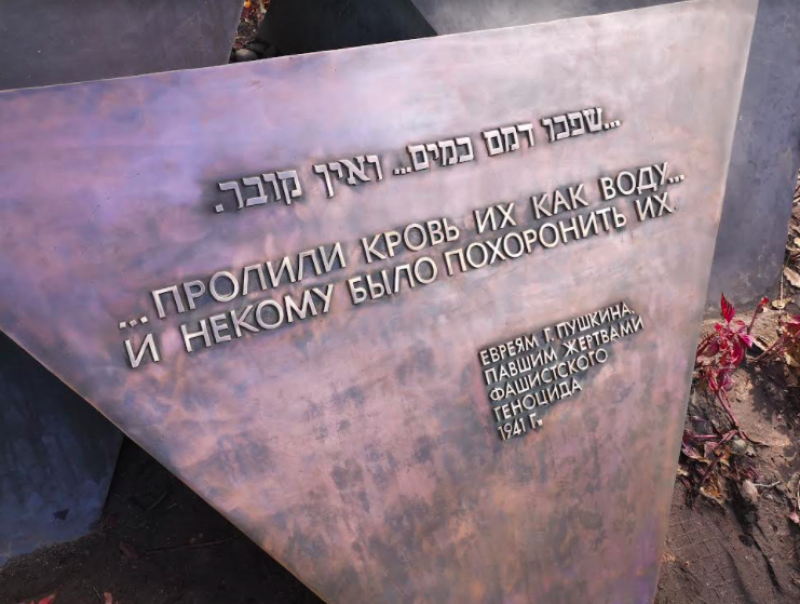 ...שפכו דמם כמים... ואין קובר.
...ПРОЛИЛИ КРОВЬ ИХ КАК ВОДУ...
И НЕКОМУ БЫЛО ПОХОРОНИТЬ ИХ.
ЕВРЕЯМ Г. ПУШКИНА,
ПАВШИМ ЖЕРТВАМИ
ФАШИСТСКОГО
ГЕНОЦИДА
1941 Г.